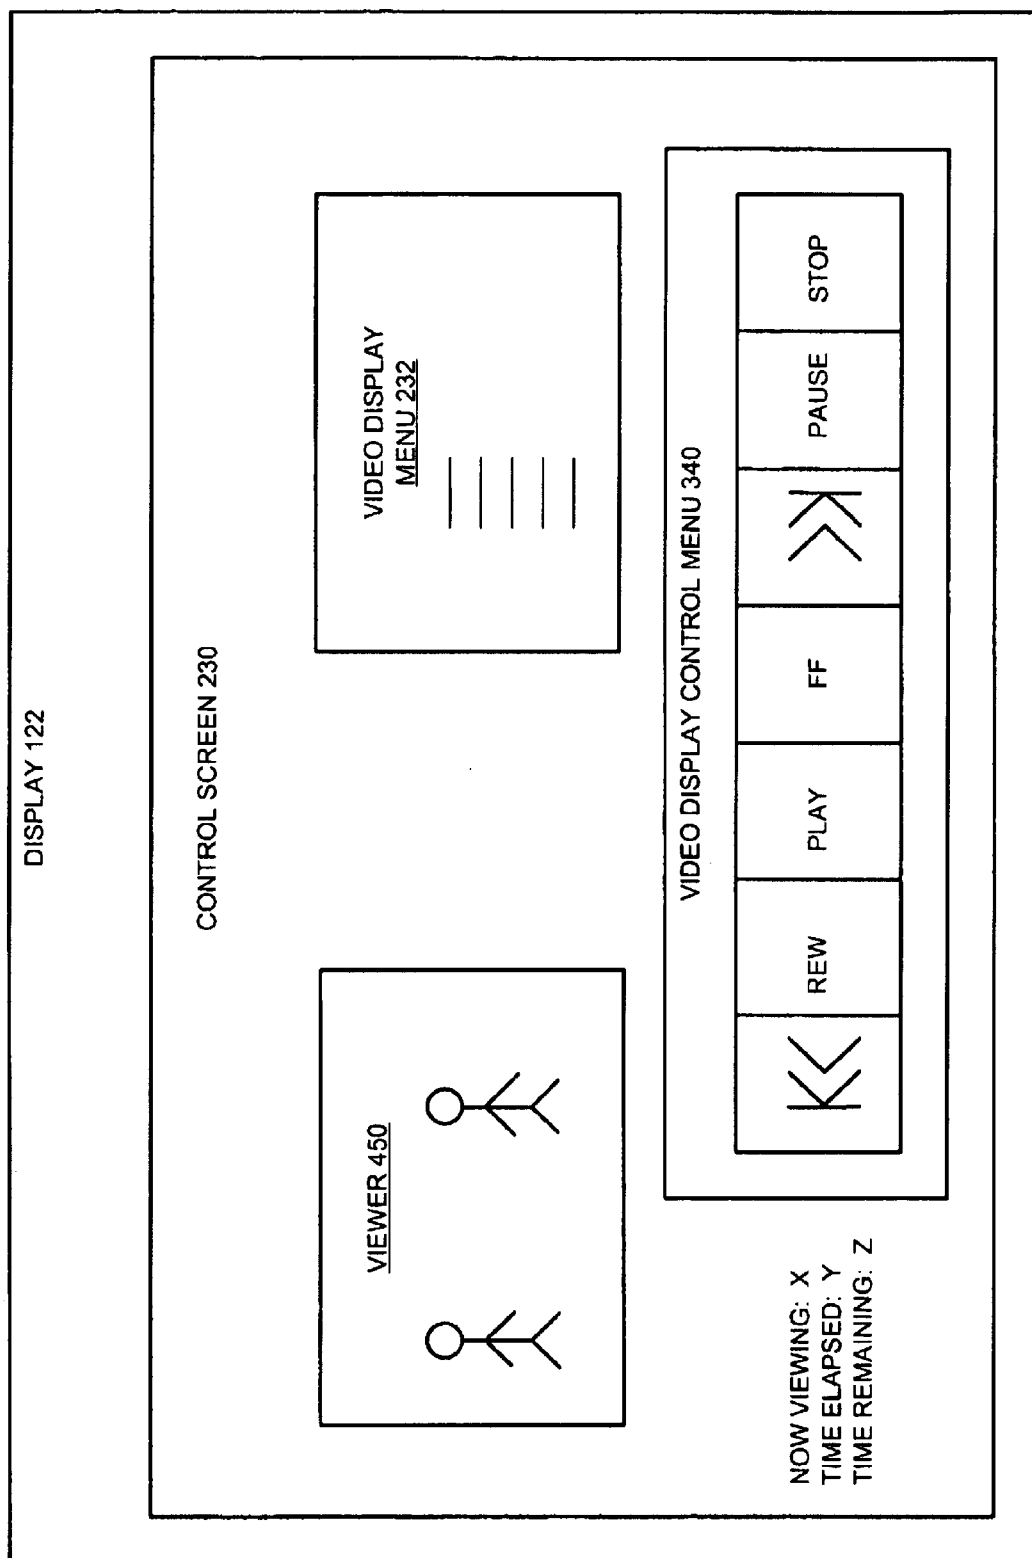 DISPLAY 122
CONTROL SCREEN 230
VIEWER 450
VIDEO DISPLAY
MENU 232
VIDEO DISPLAY CONTROL MENU 340
REW
PLAY
FF
PAUSE
STOP
NOW VIEWING: X
TIME ELAPSED: Y
TIME REMAINING: Z